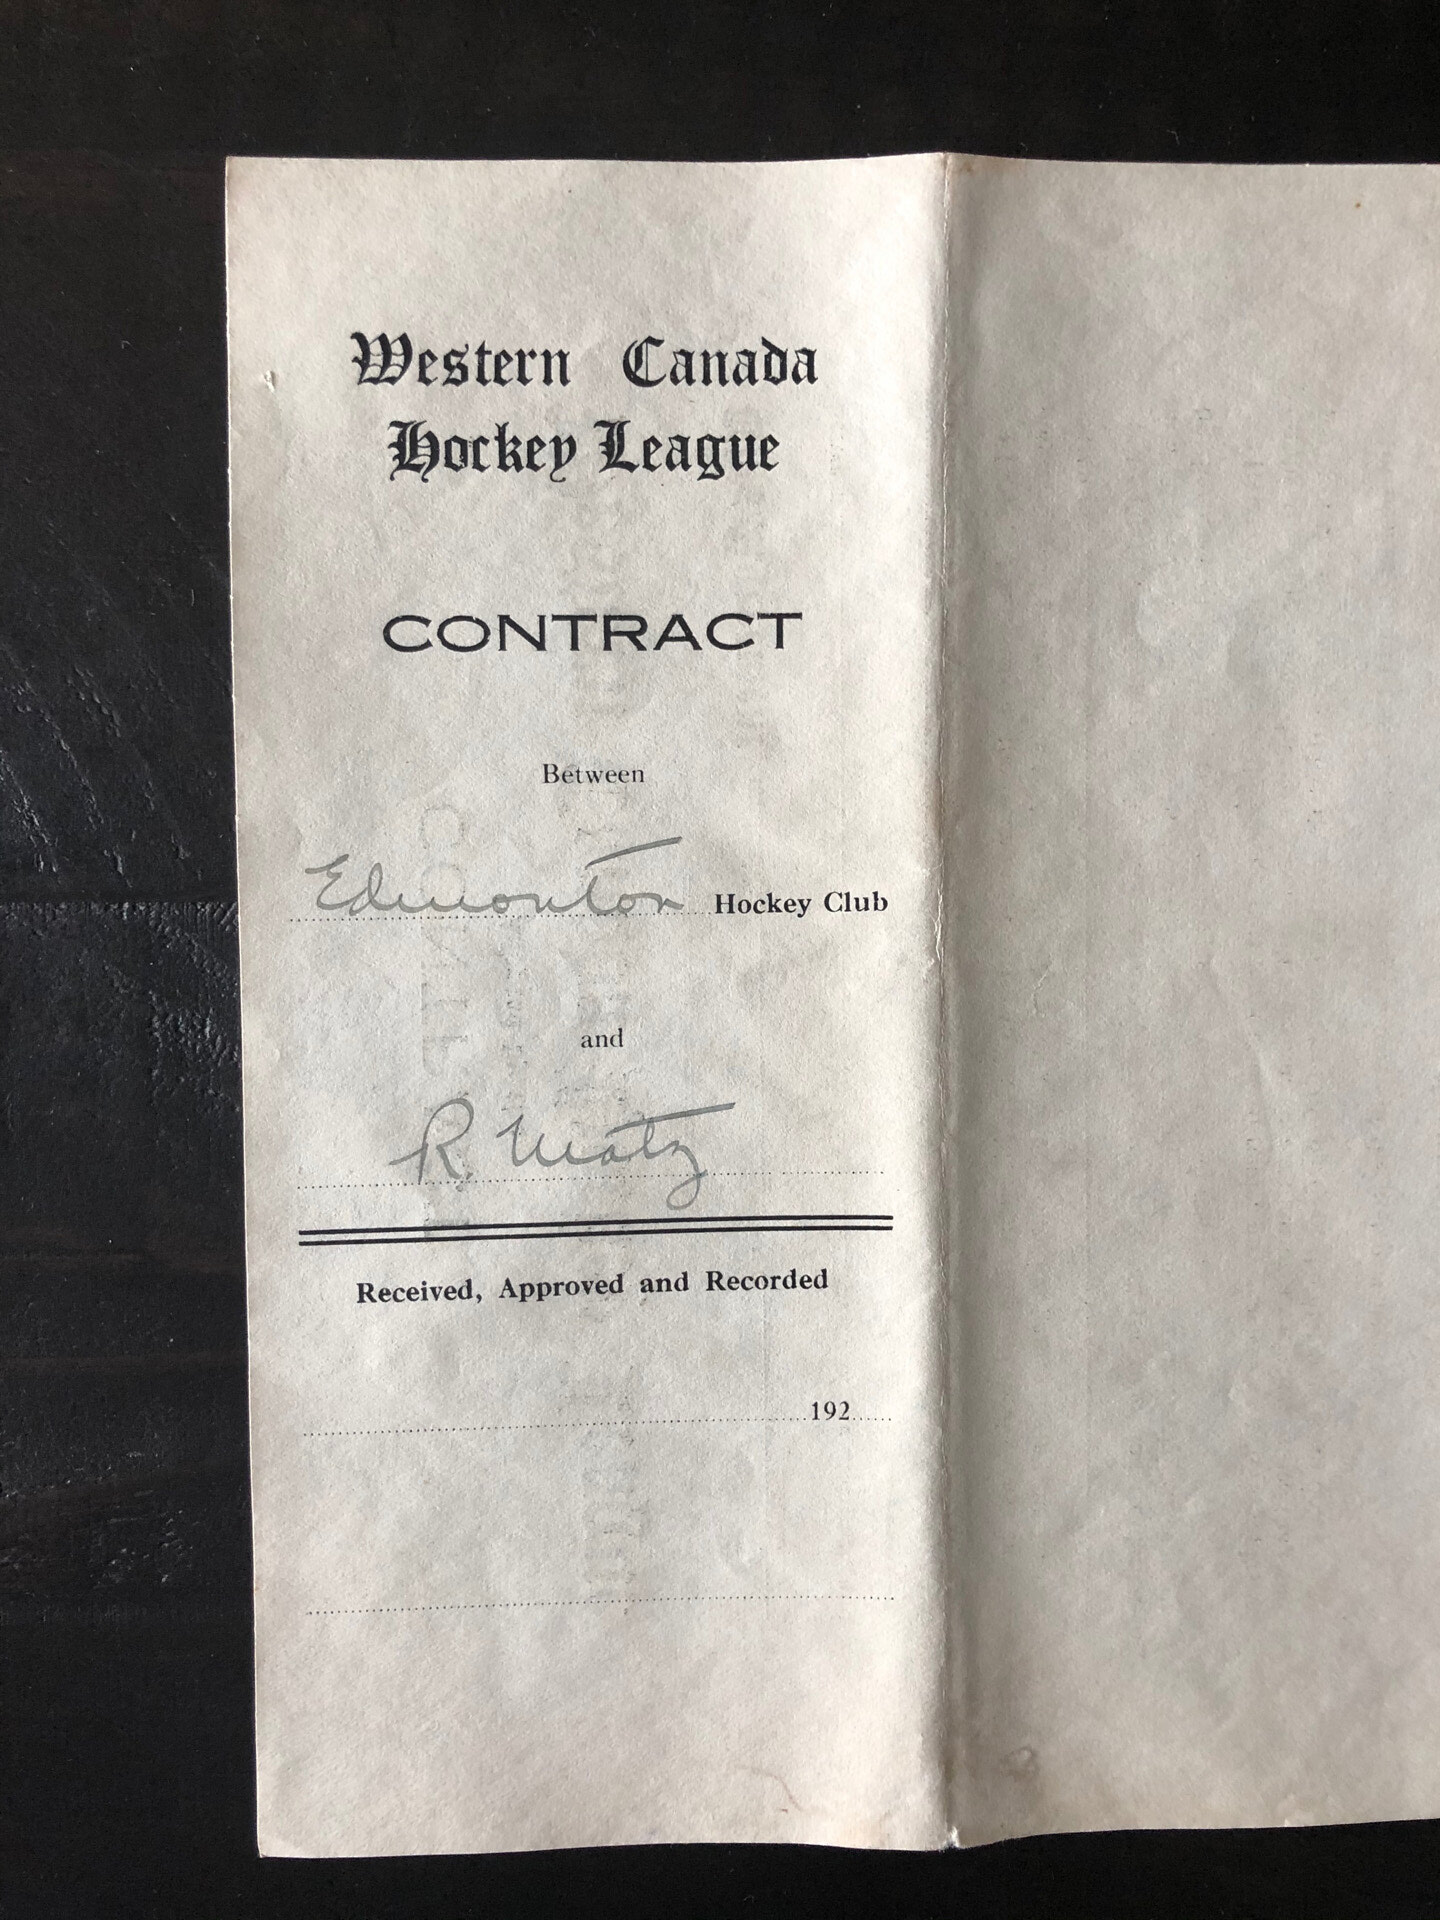 Western Canada
Hockey League
CONTRACT
Between
Edmonton Hockey Club
and
R. Matz
Received, Approved and Recorded
192